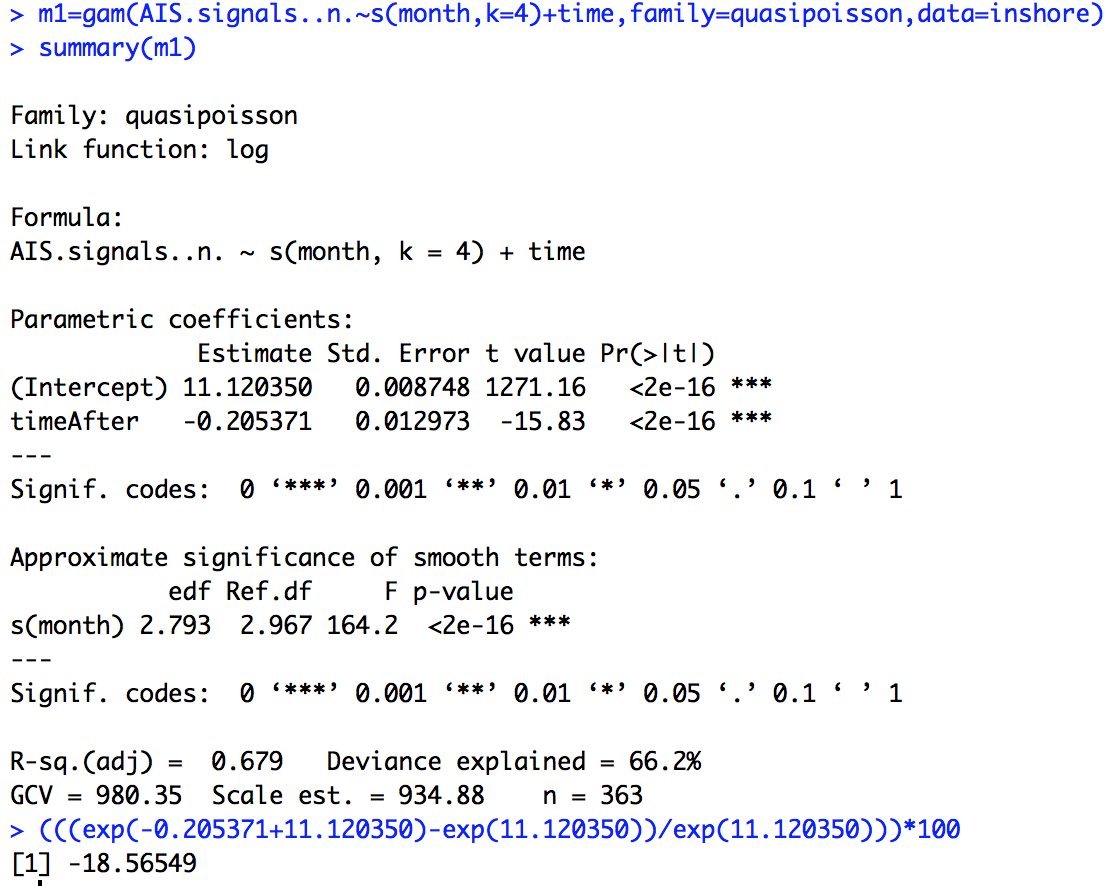 > m1=gam(AIS.signals..n.~s(month,k=4)+time,family=quasipoisson,data=inshore)
> summary(m1)
Family: quasipoisson
Link function: log
Formula:
AIS.signals..n. ~ s(month, k = 4) + time
Parametric coefficients:
            Estimate Std. Error t value Pr(>|t|)
(Intercept) 11.120350   0.008748 1271.16   <2e-16 ***
timeAfter   -0.205371   0.012973  -15.83   <2e-16 ***
---
Signif. codes:  0 ‘***’ 0.001 ‘**’ 0.01 ‘*’ 0.05 ‘.’ 0.1 ‘ ’ 1
Approximate significance of smooth terms:
           edf Ref.df     F p-value
s(month) 2.793  2.967 164.2  <2e-16 ***
---
Signif. codes:  0 ‘***’ 0.001 ‘**’ 0.01 ‘*’ 0.05 ‘.’ 0.1 ‘ ’ 1
R-sq.(adj) =  0.679   Deviance explained = 66.2%
GCV = 980.35  Scale est. = 934.88    n = 363
> (((exp(-0.205371+11.120350)-exp(11.120350))/exp(11.120350)))*100
[1] -18.56549